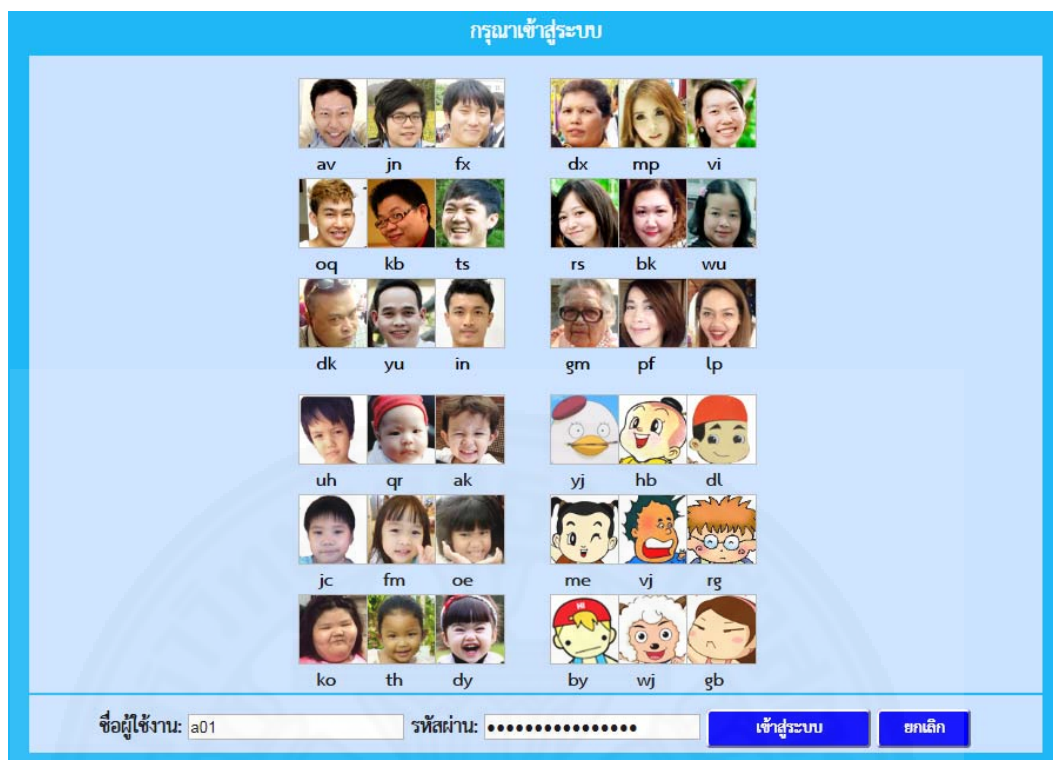 กรุณาเข้าสู่ระบบ
av jn fx dx mp vi
oq kb ts rs bk wu
dk yu in gm pf lp
uh qr ak yj hb dl
jc fm oe me vj rg
HI
ko th dy by wj gb
ชื่อผู้ใช้งาน: a01 รหัสผ่าน: •••••••••••••••• เข้าสู่ระบบ ยกเลิก